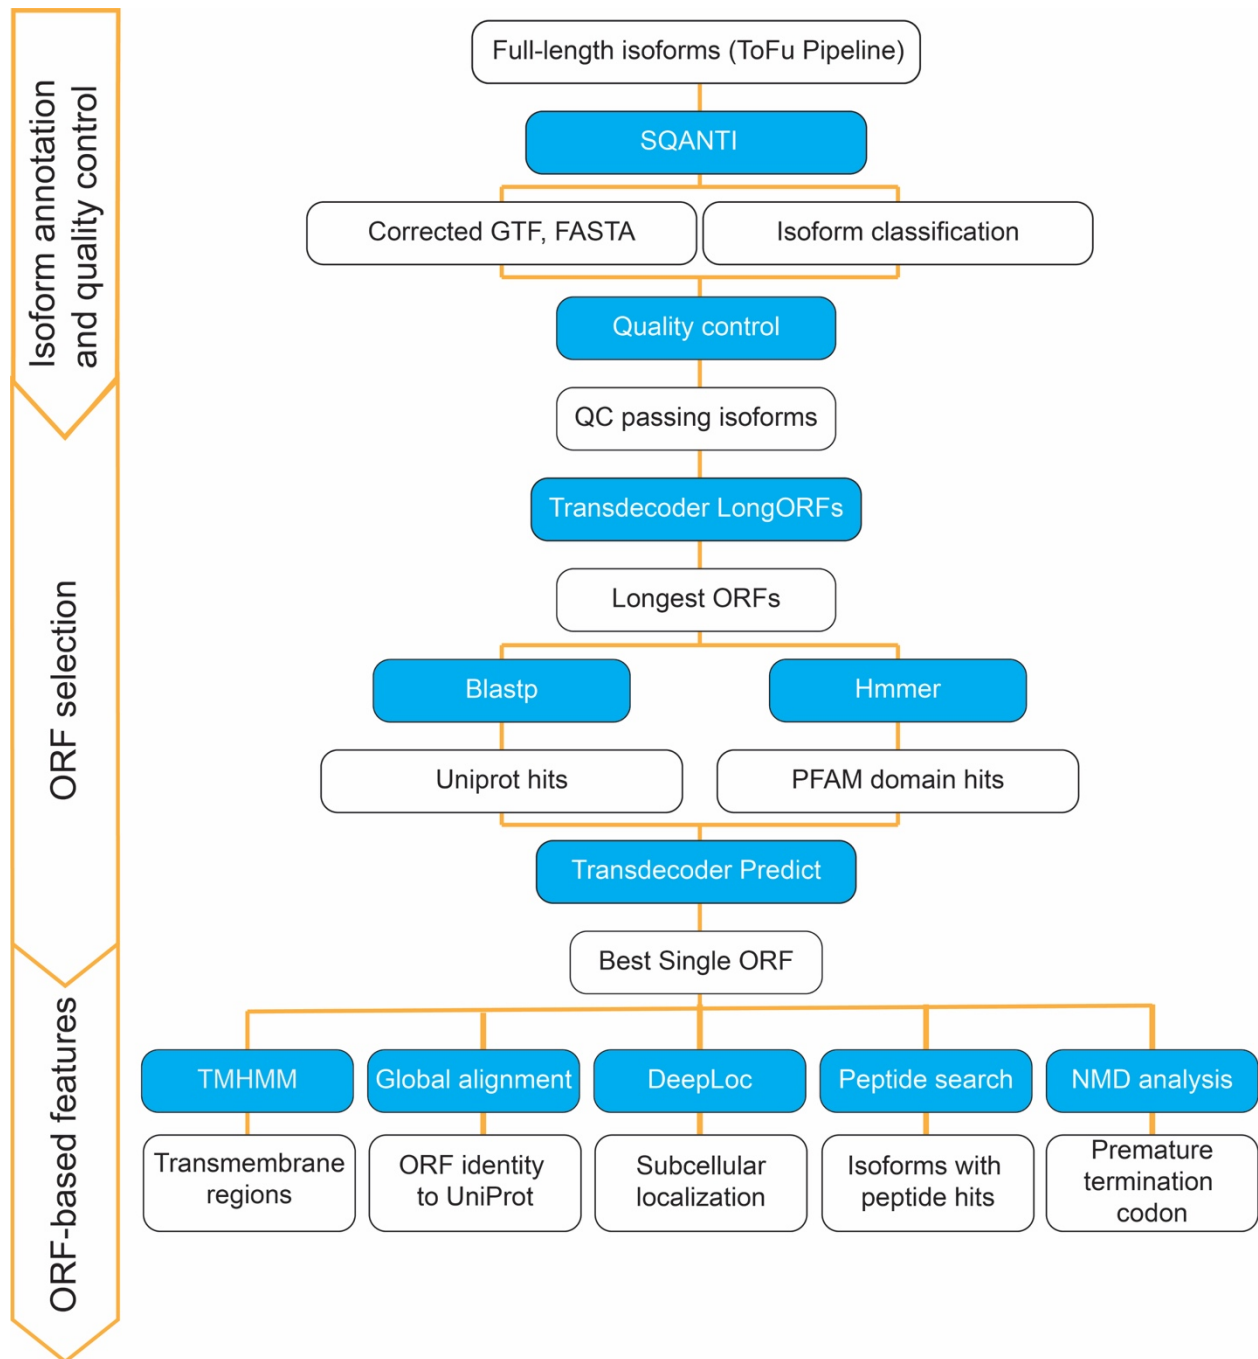 Isoform annotation
and quality control
Full-length isoforms (ToFu Pipeline)
SQANTI
Corrected GTF, FASTA
Isoform classification
Quality control
QC passing isoforms
ORF selection
Transdecoder LongORFs
Longest ORFs
Blastp
Hmmer
Uniprot hits
PFAM domain hits
Transdecoder Predict
Best Single ORF
ORF-based features
TMHMM
Global alignment
DeepLoc
Peptide search
NMD analysis
Transmembrane
regions
ORF identity
to UniProt
Subcellular
localization
Isoforms with
peptide hits
Premature
termination
codon